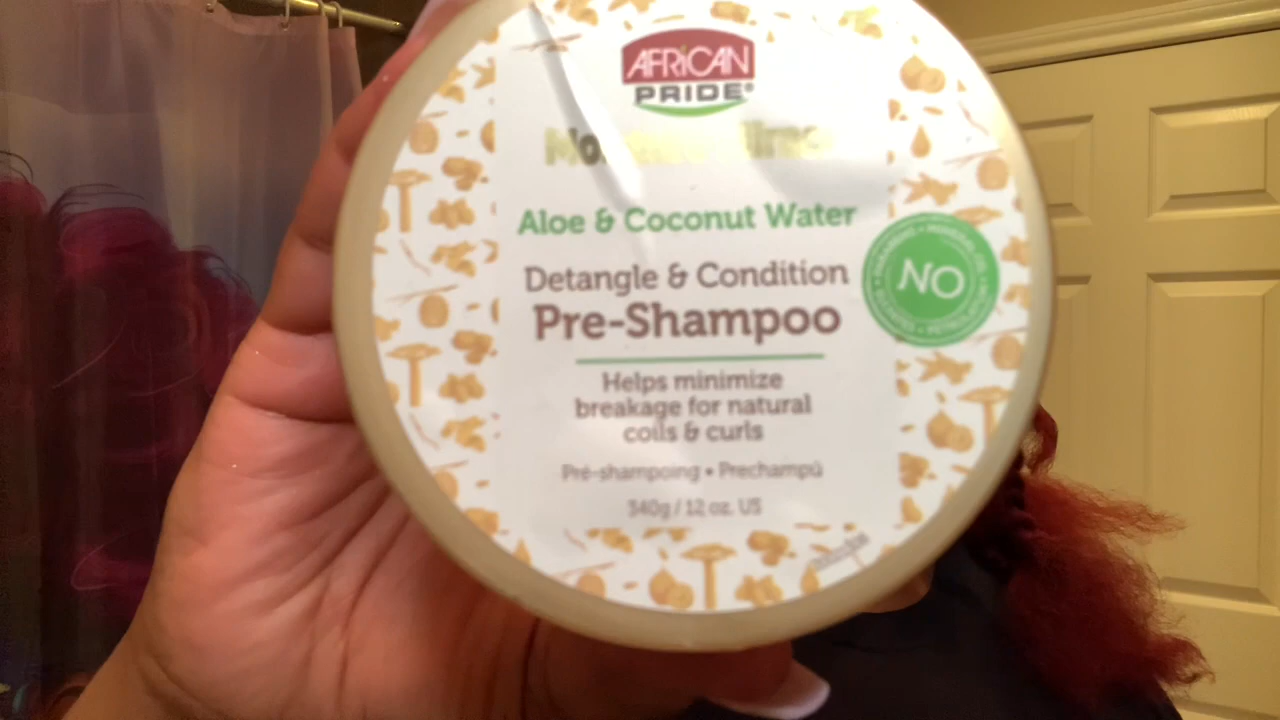 AFRICAN
PRIDE®
Aloe & Coconut Water
Detangle & Condition
Pre-Shampoo
NO
Helps minimize
breakage for natural
coils & curls
Pré-shampoing • Prechampú
340g / 12 oz. US